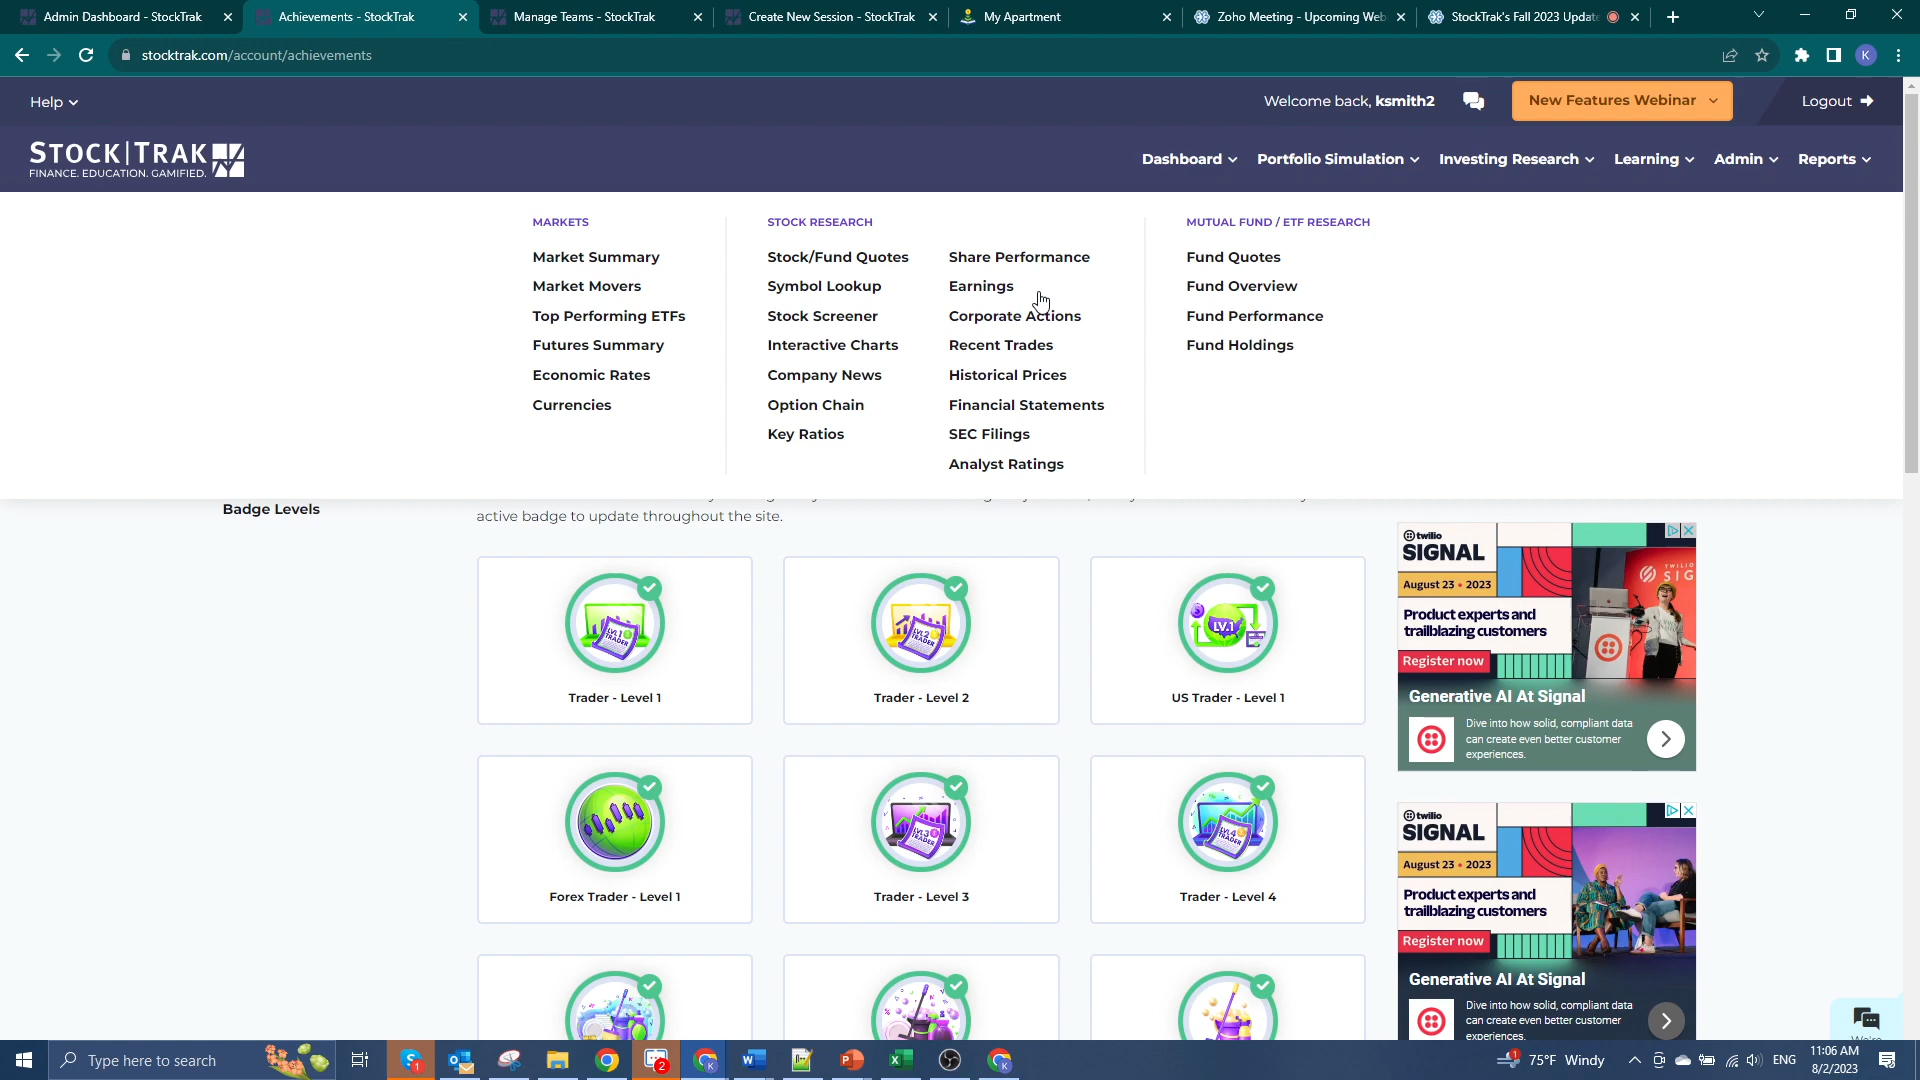 Admin Dashboard - StockTrak
Achievements - StockTrak
Manage Teams - StockTrak
Create New Session - StockTrak
My Apartment
Zoho Meeting - Upcoming Web
StockTrak's Fall 2023 Update
stocktrak.com/account/achievements
K
Help
Welcome back, ksmith2
New Features Webinar
Logout
STOCK|TRAK
FINANCE. EDUCATION. GAMIFIED.
Dashboard
Portfolio Simulation
Investing Research
Learning
Admin
Reports
MARKETS
Market Summary
Market Movers
Top Performing ETFs
Futures Summary
Economic Rates
Currencies
STOCK RESEARCH
Stock/Fund Quotes
Symbol Lookup
Stock Screener
Interactive Charts
Company News
Option Chain
Key Ratios
Share Performance
Earnings
Corporate Actions
Recent Trades
Historical Prices
Financial Statements
SEC Filings
Analyst Ratings
MUTUAL FUND / ETF RESEARCH
Fund Quotes
Fund Overview
Fund Performance
Fund Holdings
Badge Levels
active badge to update throughout the site.
LVL1
TRADER
Trader - Level 1
LVL2
TRADER
Trader - Level 2
LV.1
US Trader - Level 1
Forex Trader - Level 1
LVL3
TRADER
Trader - Level 3
LVL4
TRADER
Trader - Level 4
twilio
SIGNAL
August 23 • 2023
Product experts and
trailblazing customers
Register now
Generative AI At Signal
Dive into how solid, compliant data
can create even better customer
experiences.
twilio
SIGNAL
August 23 • 2023
Product experts and
trailblazing customers
Register now
Generative AI At Signal
Dive into how solid, compliant data
can create even better customer
experiences.
Type here to search
75°F Windy
ENG
11:06 AM
8/2/2023